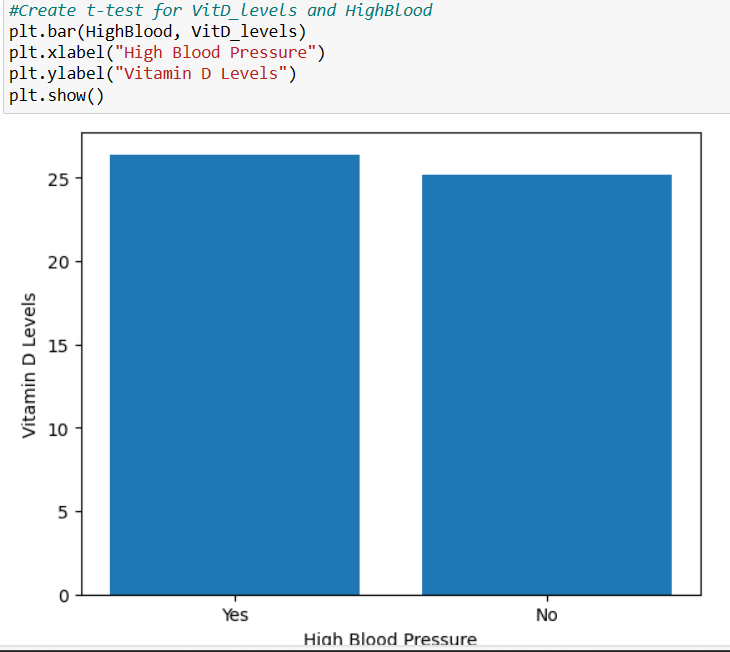 #Create t-test for VitD_levels and HighBlood
plt.bar(HighBlood, VitD_levels)
plt.xlabel("High Blood Pressure")
plt.ylabel("Vitamin D Levels")
plt.show()
25
20
15
10
5
0
Vitamin D Levels
Yes No
High Blood Pressure